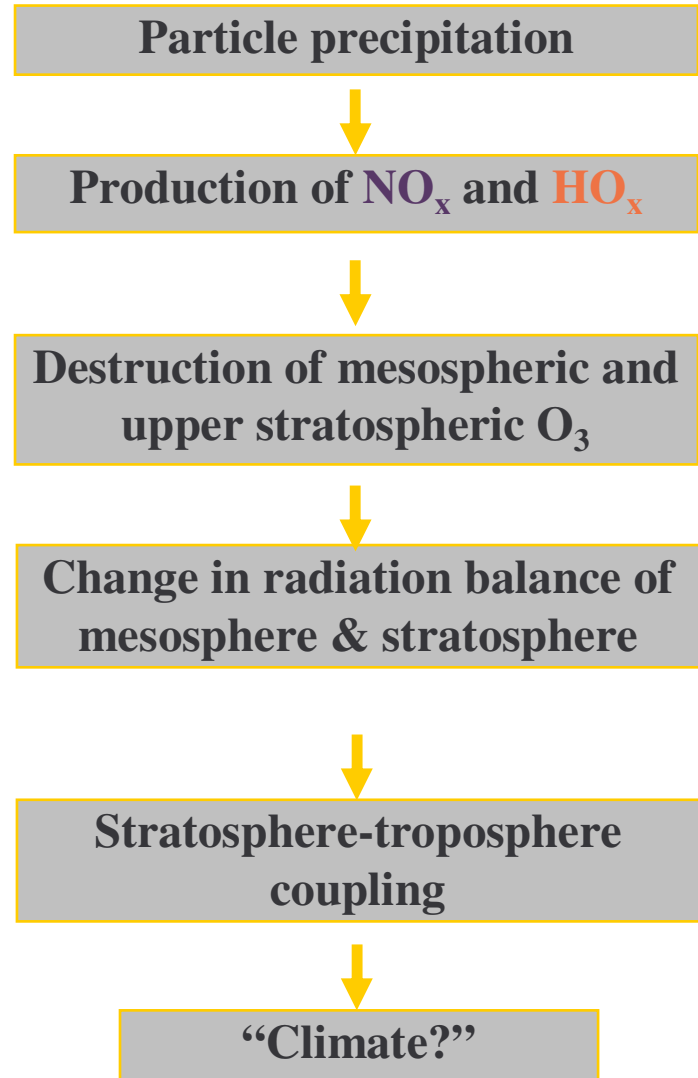 Particle precipitation
Production of NOₓ and HOₓ
Destruction of mesospheric and
upper stratospheric O₃
Change in radiation balance of
mesosphere & stratosphere
Stratosphere-troposphere
coupling
“Climate?”